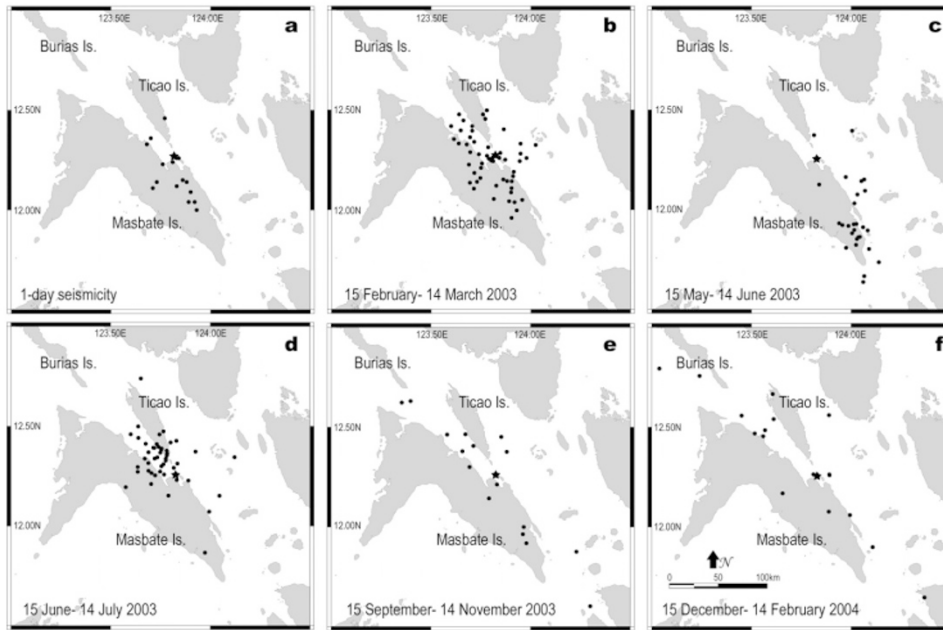 123.50E 124.00E
a
Burias Is.
Ticao Is.
12.50N
12.00N
Masbate Is.
1-day seismicity
123.50E 124.00E
b
Burias Is.
Ticao Is.
12.50N
12.00N
Masbate Is.
15 February- 14 March 2003
123.50E 124.00E
c
Burias Is.
Ticao Is.
12.50N
12.00N
Masbate Is.
15 May- 14 June 2003
123.50E 124.00E
d
Burias Is.
Ticao Is.
12.50N
12.00N
Masbate Is.
15 June- 14 July 2003
123.50E 124.00E
e
Burias Is.
Ticao Is.
12.50N
12.00N
Masbate Is.
15 September- 14 November 2003
123.50E 124.00E
f
Burias Is.
Ticao Is.
12.50N
12.00N
Masbate Is.
N
0 50 100km
15 December- 14 February 2004